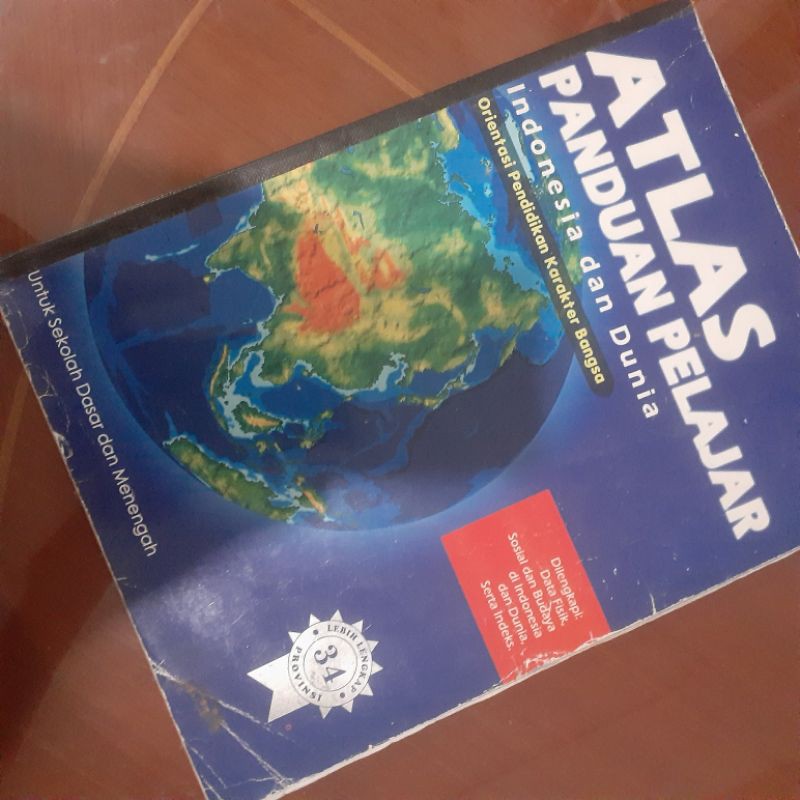 ATLAS
PANDUAN PELAJAR
Indonesia dan Dunia
Orientasi Pendidikan Karakter Bangsa
Dilengkapi:
Data Fisik,
Sosial dan Budaya
di Indonesia
dan Dunia,
Serta Indeks.
LEBIH LENGKAP
34
PROVINSI
Untuk Sekolah Dasar dan Menengah